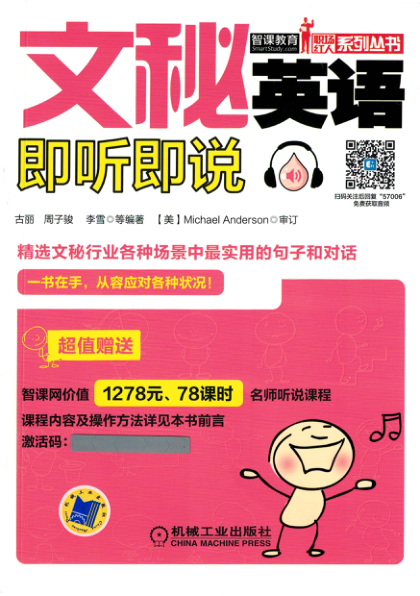 智课教育
SmartStudy.com
职场红人系列丛书
文秘英语
即听即说
扫码关注后回复"57006"
免费获取音频
古丽 周子骏 李雪◎等编著 【美】Michael Anderson◎审订
精选文秘行业各种场景中最实用的句子和对话
一书在手，从容应对各种状况！
超值赠送
智课网价值 1278元、78课时 名师听说课程
课程内容及操作方法详见本书前言
激活码：
机械工业出版社
CHINA MACHINE PRESS